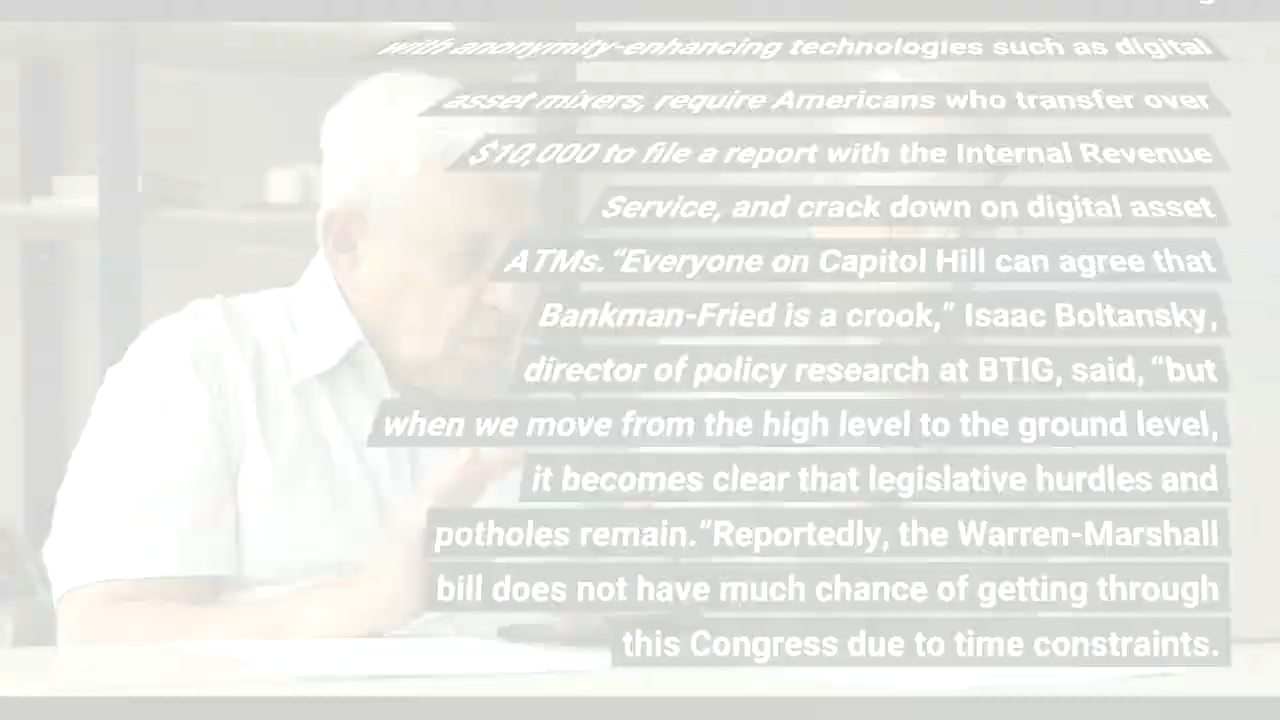 with anonymity-enhancing technologies such as digital
asset mixers, require Americans who transfer over
$10,000 to file a report with the Internal Revenue
Service, and crack down on digital asset
ATMs. “Everyone on Capitol Hill can agree that
Bankman-Fried is a crook,” Isaac Boltansky,
director of policy research at BTIG, said, “but
when we move from the high level to the ground level,
it becomes clear that legislative hurdles and
potholes remain.”Reportedly, the Warren-Marshall
bill does not have much chance of getting through
this Congress due to time constraints.